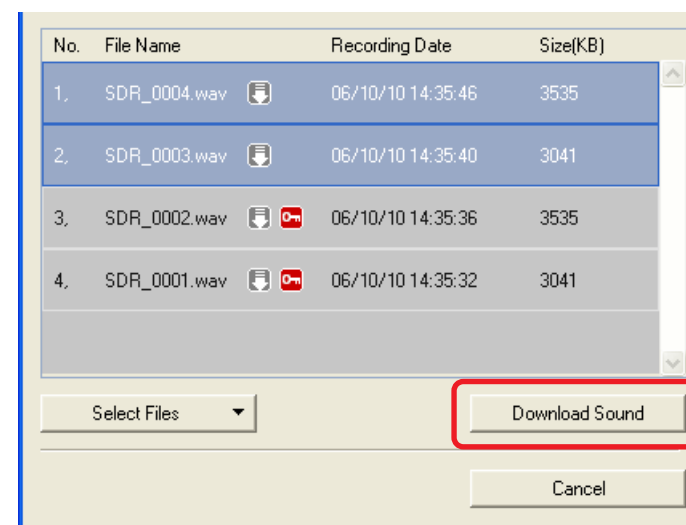 No. File Name Recording Date Size(KB)
1, SDR_0004.wav 06/10/10 14:35:46 3535
2, SDR_0003.wav 06/10/10 14:35:40 3041
3, SDR_0002.wav 06/10/10 14:35:36 3535
4, SDR_0001.wav 06/10/10 14:35:32 3041
Select Files Download Sound
Cancel